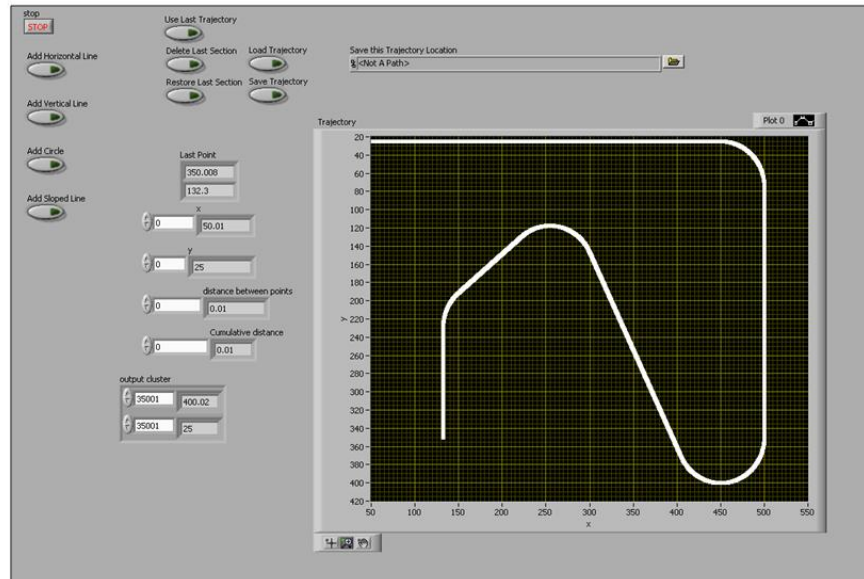 stop
STOP
Use Last Trajectory
Delete Last Section
Load Trajectory
Restore Last Section
Save Trajectory
Save this Trajectory Location
<Not A Path>
Add Horizontal Line
Add Vertical Line
Add Circle
Add Sloped Line
Last Point
350.008
132.3
x
0
50.01
y
0
25
distance between points
0
0.01
Cumulative distance
0
0.01
output cluster
35001
400.02
35001
25
Trajectory
Plot 0
20
40
60
80
100
120
140
160
180
200
220
240
260
280
300
320
340
360
380
400
420
y
50 100 150 200 250 300 350 400 450 500 550
x